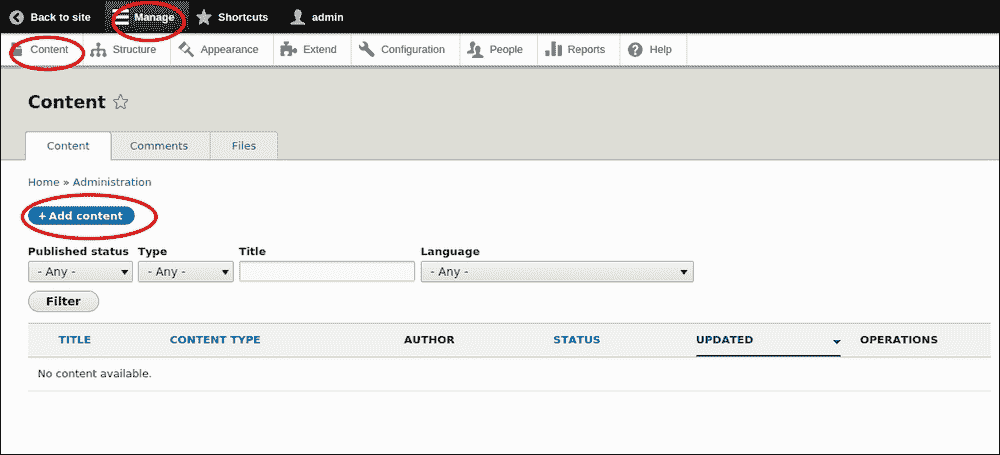 Back to site Manage Shortcuts admin
Content Structure Appearance Extend Configuration People Reports Help
Content
Content Comments Files
Home » Administration
+ Add content
Published status Type Title Language
- Any - - Any - - Any -
Filter
TITLE CONTENT TYPE AUTHOR STATUS UPDATED OPERATIONS
No content available.